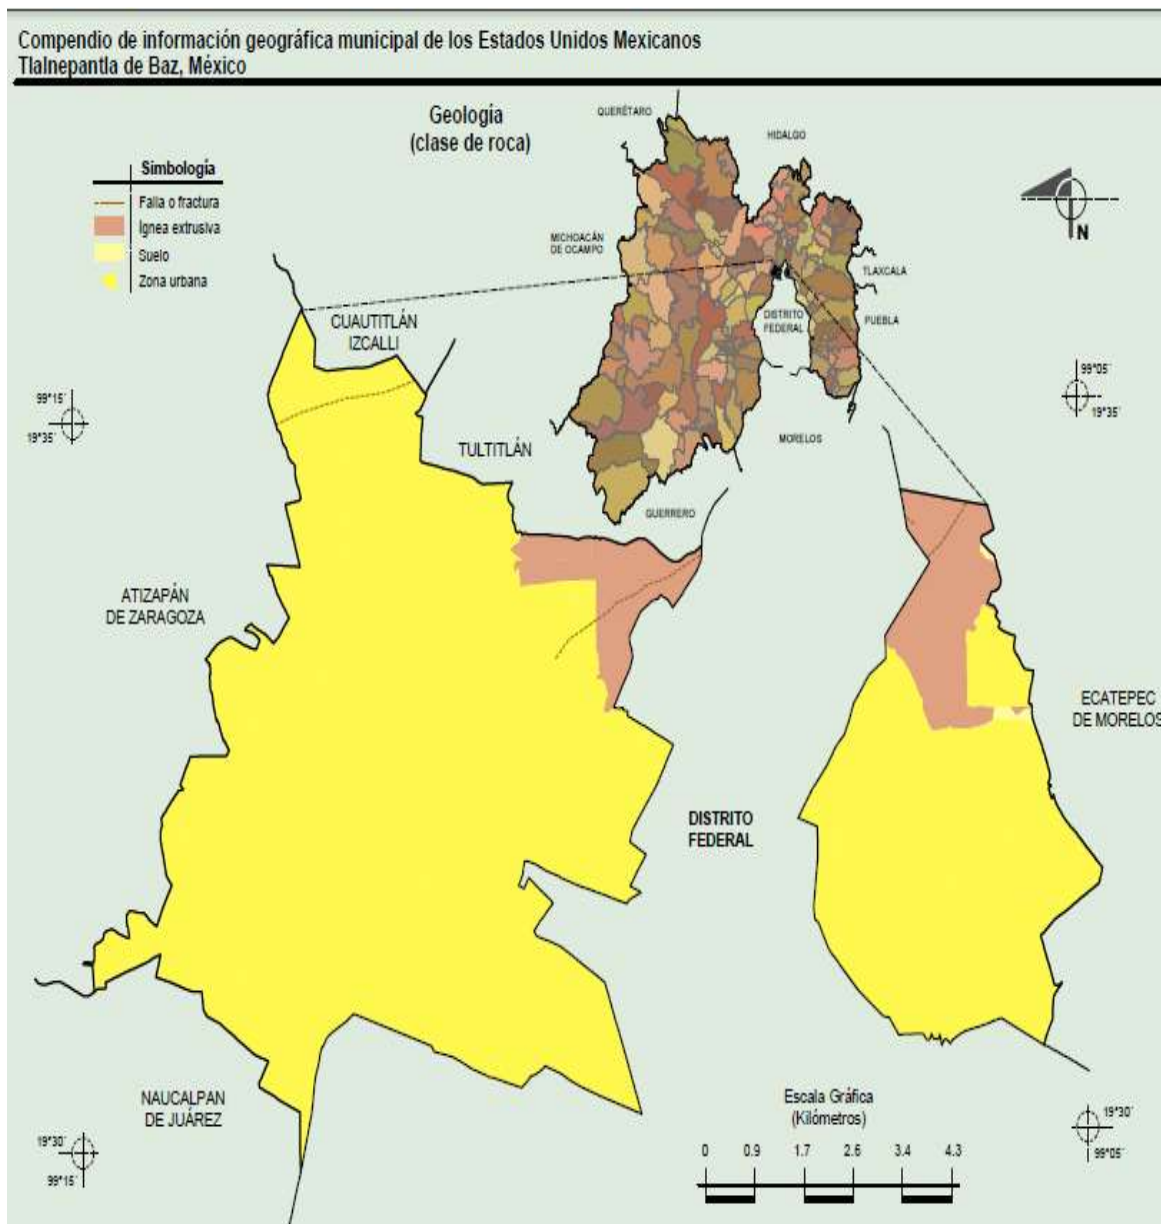 Compendio de información geográfica municipal de los Estados Unidos Mexicanos
Tlalnepantla de Baz, México
Geología
(clase de roca)
Simbología
Falla o fractura
Ígnea extrusiva
Suelo
Zona urbana
QUERÉTARO
HIDALGO
MICHOACÁN
DE OCAMPO
TLAXCALA
DISTRITO
FEDERAL
PUEBLA
MORELOS
GUERRERO
N
99°15´
19°35´
99°05´
19°35´
CUAUTITLÁN
IZCALLI
TULTITLÁN
ATIZAPÁN
DE ZARAGOZA
ECATEPEC
DE MORELOS
DISTRITO
FEDERAL
NAUCALPAN
DE JUÁREZ
Escala Gráfica
(Kilómetros)
0 0.9 1.7 2.6 3.4 4.3
19°30´
99°15´
19°30´
99°05´